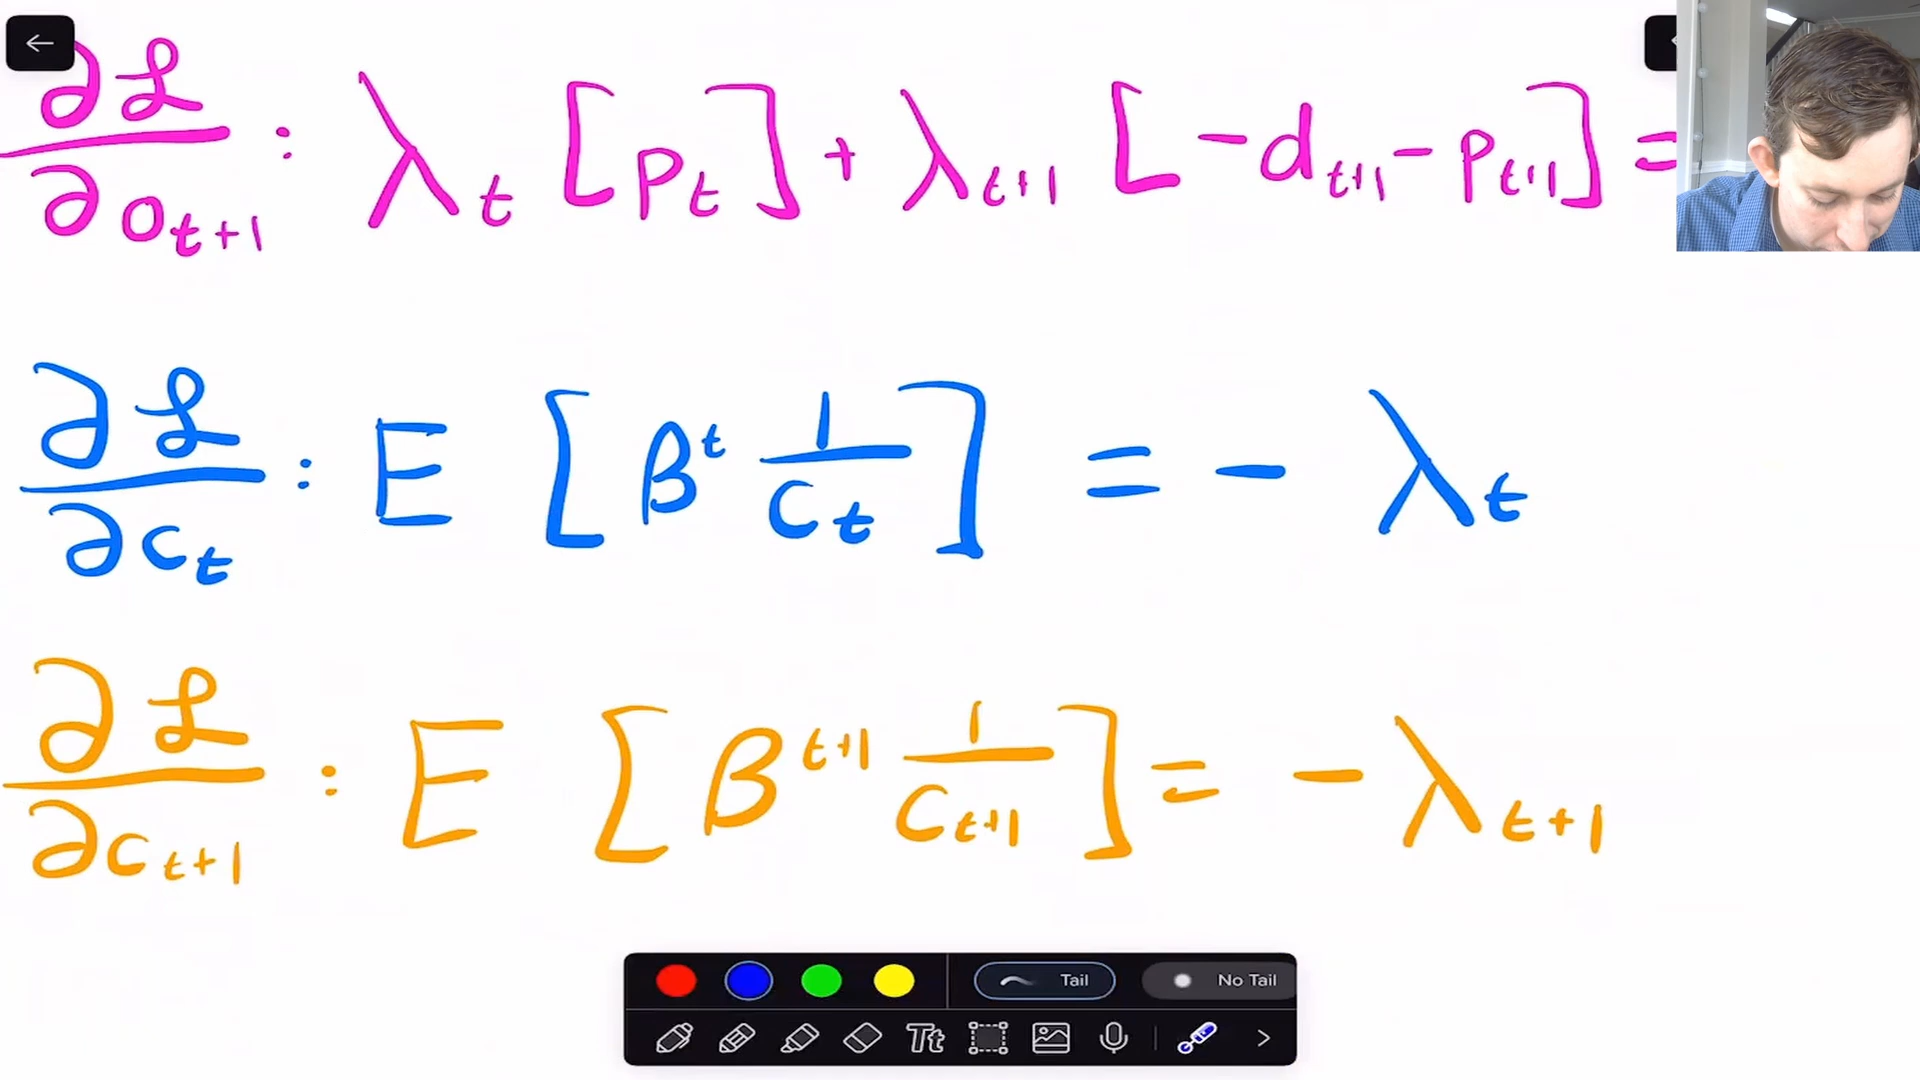 ∂ℒ/∂o_{t+1} : λ_t [p_t] + λ_{t+1} [-d_{t+1} - p_{t+1}] =
∂ℒ/∂c_t : E [β^t 1/c_t] = - λ_t
∂ℒ/∂c_{t+1} : E [β^{t+1} 1/c_{t+1}] = - λ_{t+1}
Tail No Tail
Tt